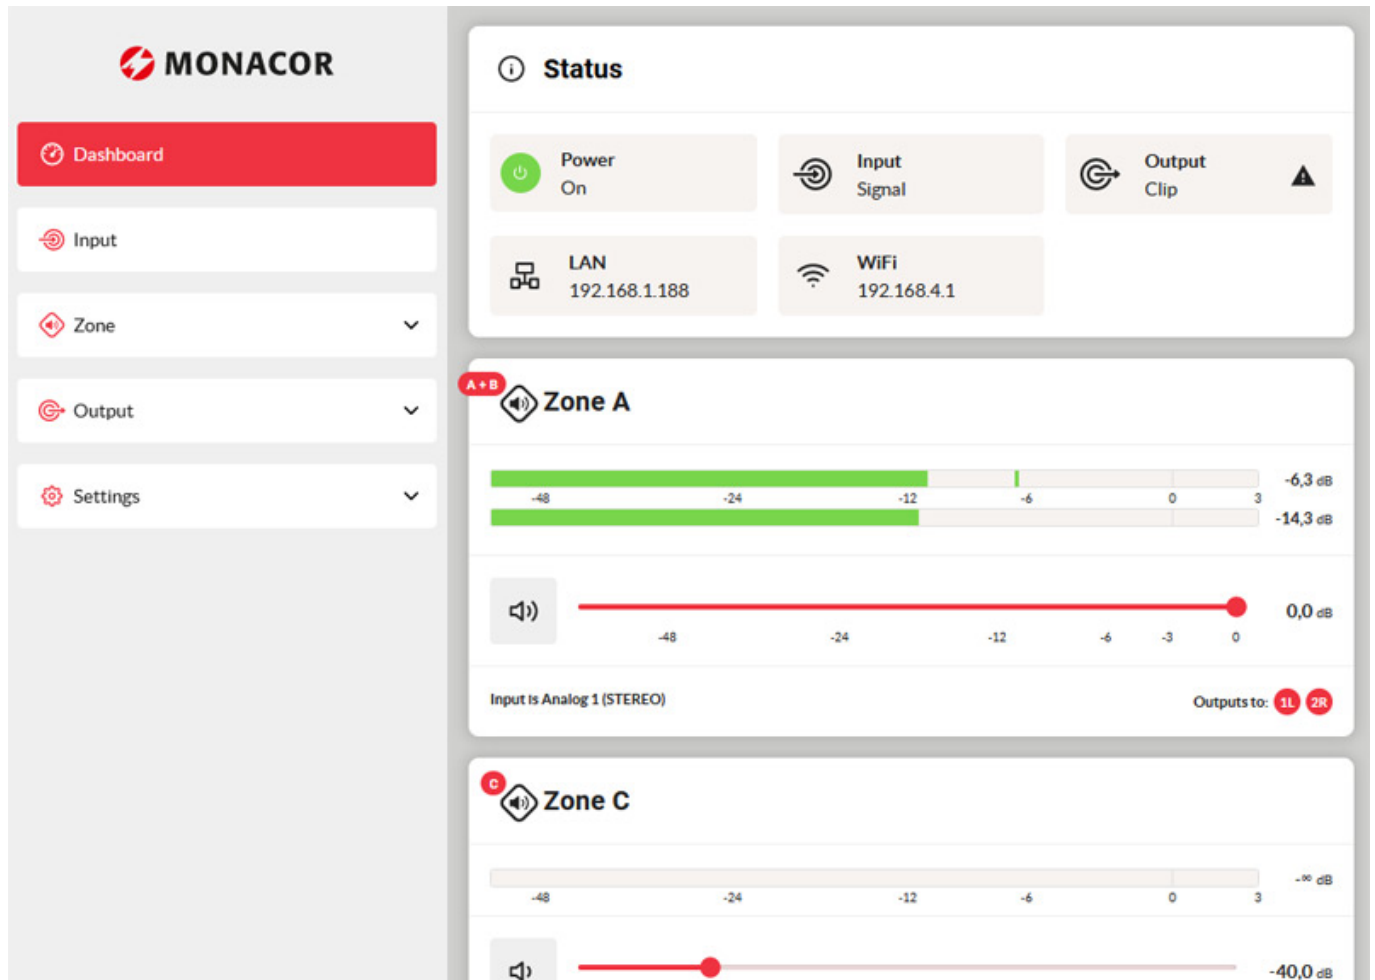 MONACOR
Dashboard
Input
Zone
Output
Settings
Status
Power
On
Input
Signal
Output
Clip
LAN
192.168.1.188
WiFi
192.168.4.1
A + B
Zone A
-6,3 dB
-48 -24 -12 -6 0 3
-14,3 dB
0,0 dB
-48 -24 -12 -6 -3 0
Input is Analog 1 (STEREO)
Outputs to: 1L 2R
C
Zone C
-∞ dB
-48 -24 -12 -6 0 3
-40,0 dB